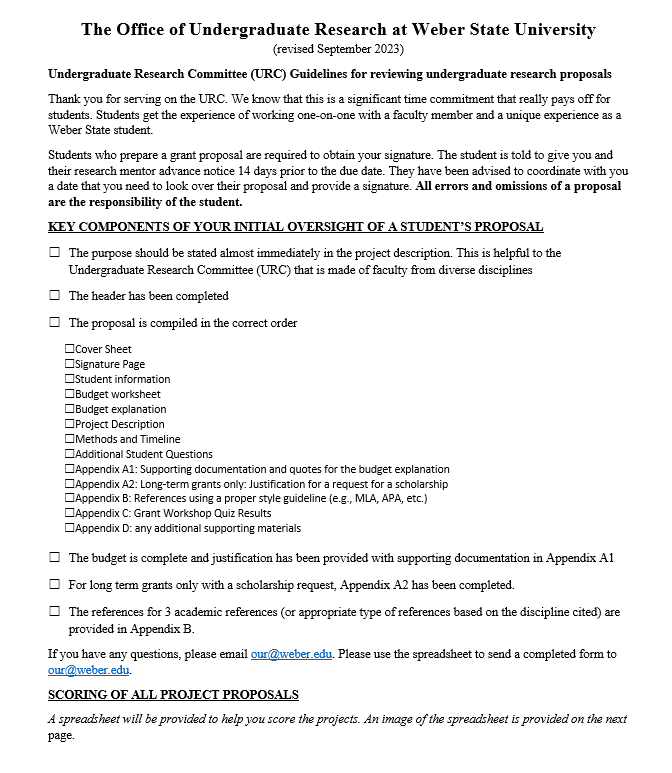 The Office of Undergraduate Research at Weber State University
(revised September 2023)
Undergraduate Research Committee (URC) Guidelines for reviewing undergraduate research proposals
Thank you for serving on the URC. We know that this is a significant time commitment that really pays off for
students. Students get the experience of working one-on-one with a faculty member and a unique experience as a
Weber State student.
Students who prepare a grant proposal are required to obtain your signature. The student is told to give you and
their research mentor advance notice 14 days prior to the due date. They have been advised to coordinate with you
a date that you need to look over their proposal and provide a signature. All errors and omissions of a proposal
are the responsibility of the student.
KEY COMPONENTS OF YOUR INITIAL OVERSIGHT OF A STUDENT'S PROPOSAL
☐ The purpose should be stated almost immediately in the project description. This is helpful to the
Undergraduate Research Committee (URC) that is made of faculty from diverse disciplines
☐ The header has been completed
☐ The proposal is compiled in the correct order
☐Cover Sheet
☐Signature Page
☐Student information
☐Budget worksheet
☐Budget explanation
☐Project Description
☐Methods and Timeline
☐Additional Student Questions
☐Appendix A1: Supporting documentation and quotes for the budget explanation
☐Appendix A2: Long-term grants only: Justification for a request for a scholarship
☐Appendix B: References using a proper style guideline (e.g., MLA, APA, etc.)
☐Appendix C: Grant Workshop Quiz Results
☐Appendix D: any additional supporting materials
☐ The budget is complete and justification has been provided with supporting documentation in Appendix A1
☐ For long term grants only with a scholarship request, Appendix A2 has been completed.
☐ The references for 3 academic references (or appropriate type of references based on the discipline cited) are
provided in Appendix B.
If you have any questions, please email our@weber.edu. Please use the spreadsheet to send a completed form to
our@weber.edu.
SCORING OF ALL PROJECT PROPOSALS
A spreadsheet will be provided to help you score the projects. An image of the spreadsheet is provided on the next
page.